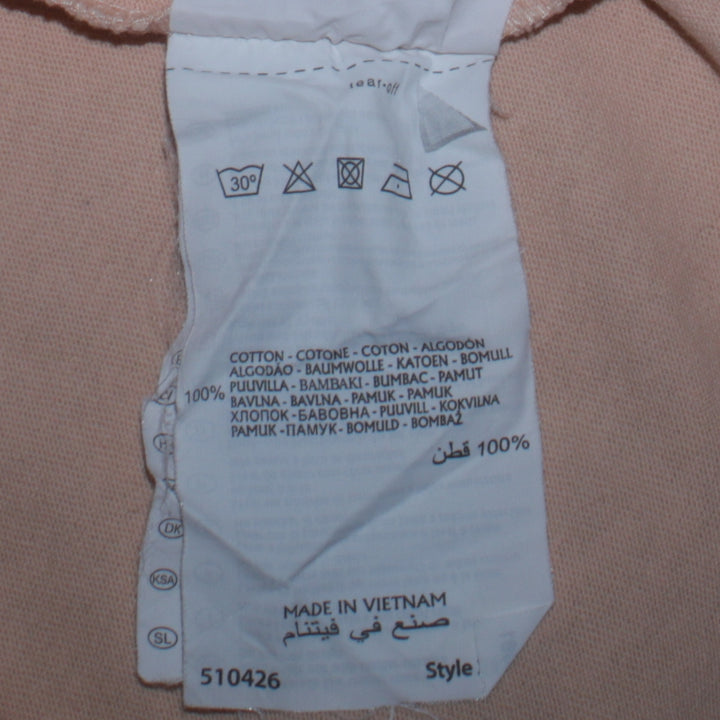 tear-off
30°
COTTON - COTONE - COTON - ALGODÓN
ALGODÃO - BAUMWOLLE - KATOEN - BOMULL
PUUVILLA - ΒΑΜΒΑΚΙ - BUMBAC - PAMUT
100%
BAVLNA - BAVLNA - PAMUK - PAMUK
ХЛОПОК - БАВОВНА - PUUVILL - KOKVILNA
PAMUK - ПАМУК - BOMULD - BOMBAŽ
100% قطن
DK
KSA
SL
MADE IN VIETNAM
صنع في فيتنام
510426
Style